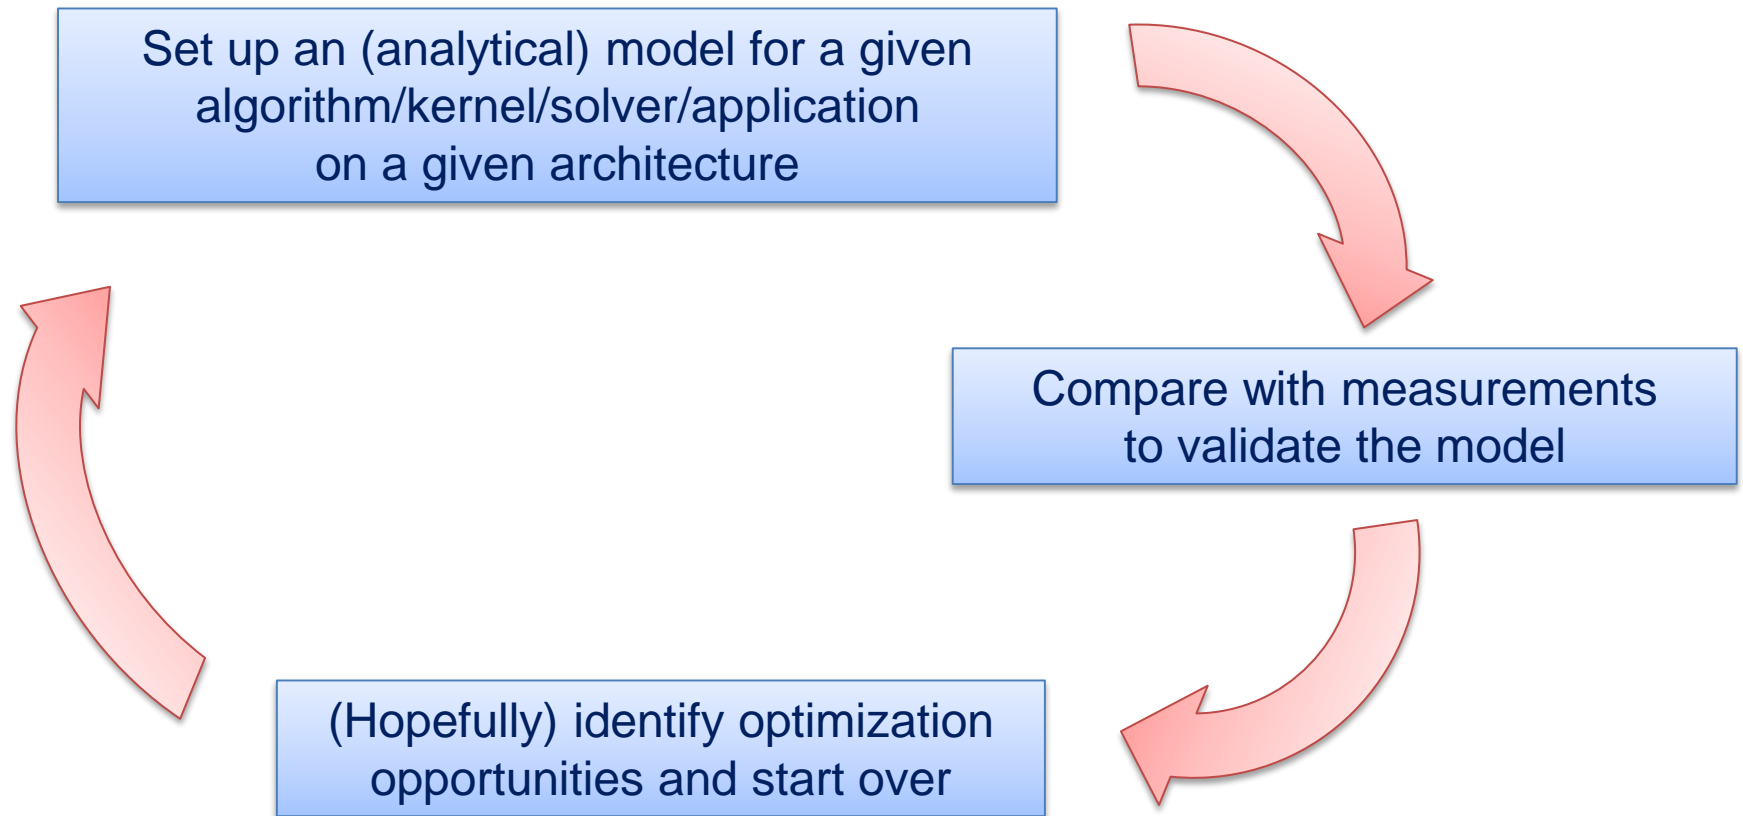 Set up an (analytical) model for a given
algorithm/kernel/solver/application
on a given architecture
Compare with measurements
to validate the model
(Hopefully) identify optimization
opportunities and start over